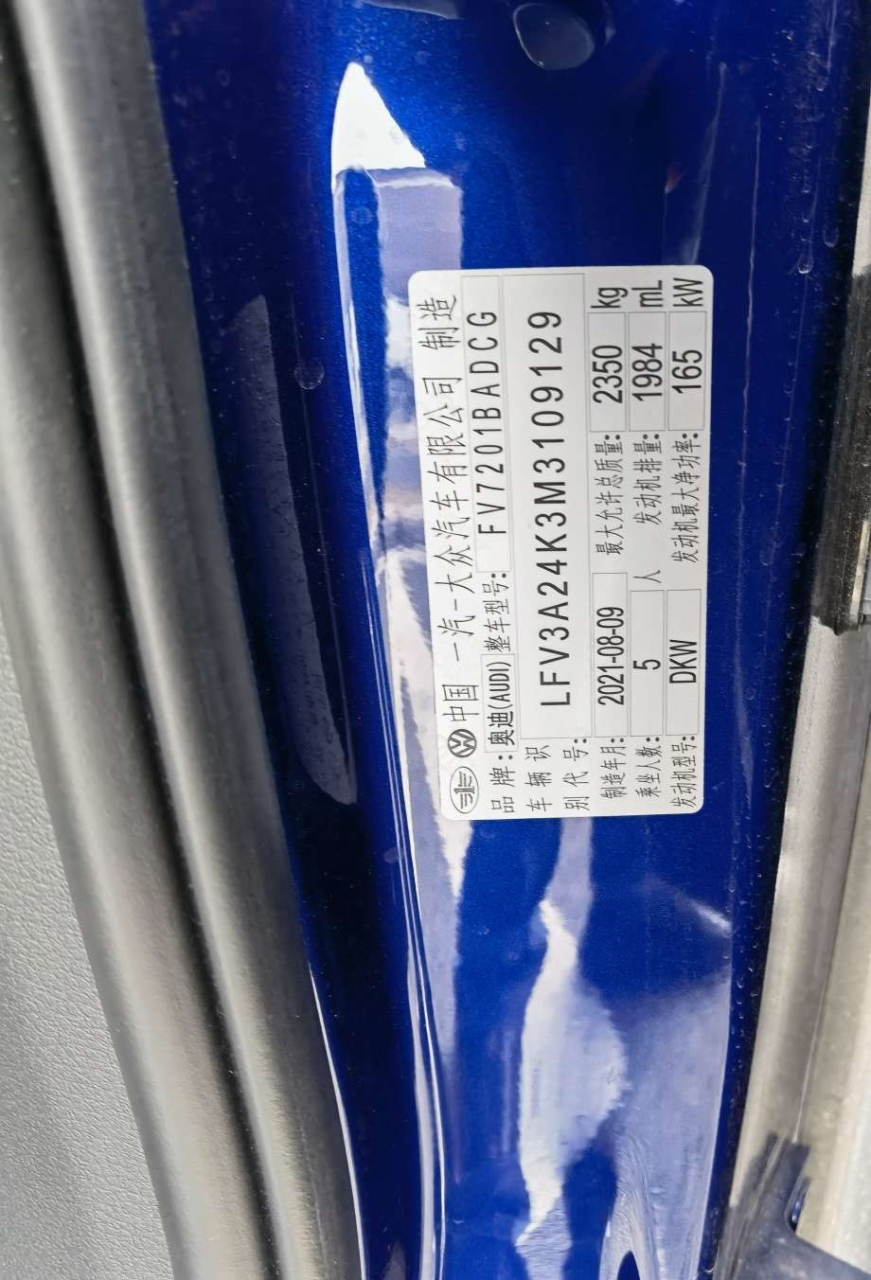 中国 一汽-大众汽车有限公司 制造
品牌: 奥迪(AUDI) 整车型号: FV7201BADCG
车辆识别代号: LFV3A24K3M3109129
制造年月: 2021-08-09 最大允许总质量: 2350 kg
乘坐人数: 5 人 发动机排量: 1984 mL
发动机型号: DKW 发动机最大净功率: 165 kW